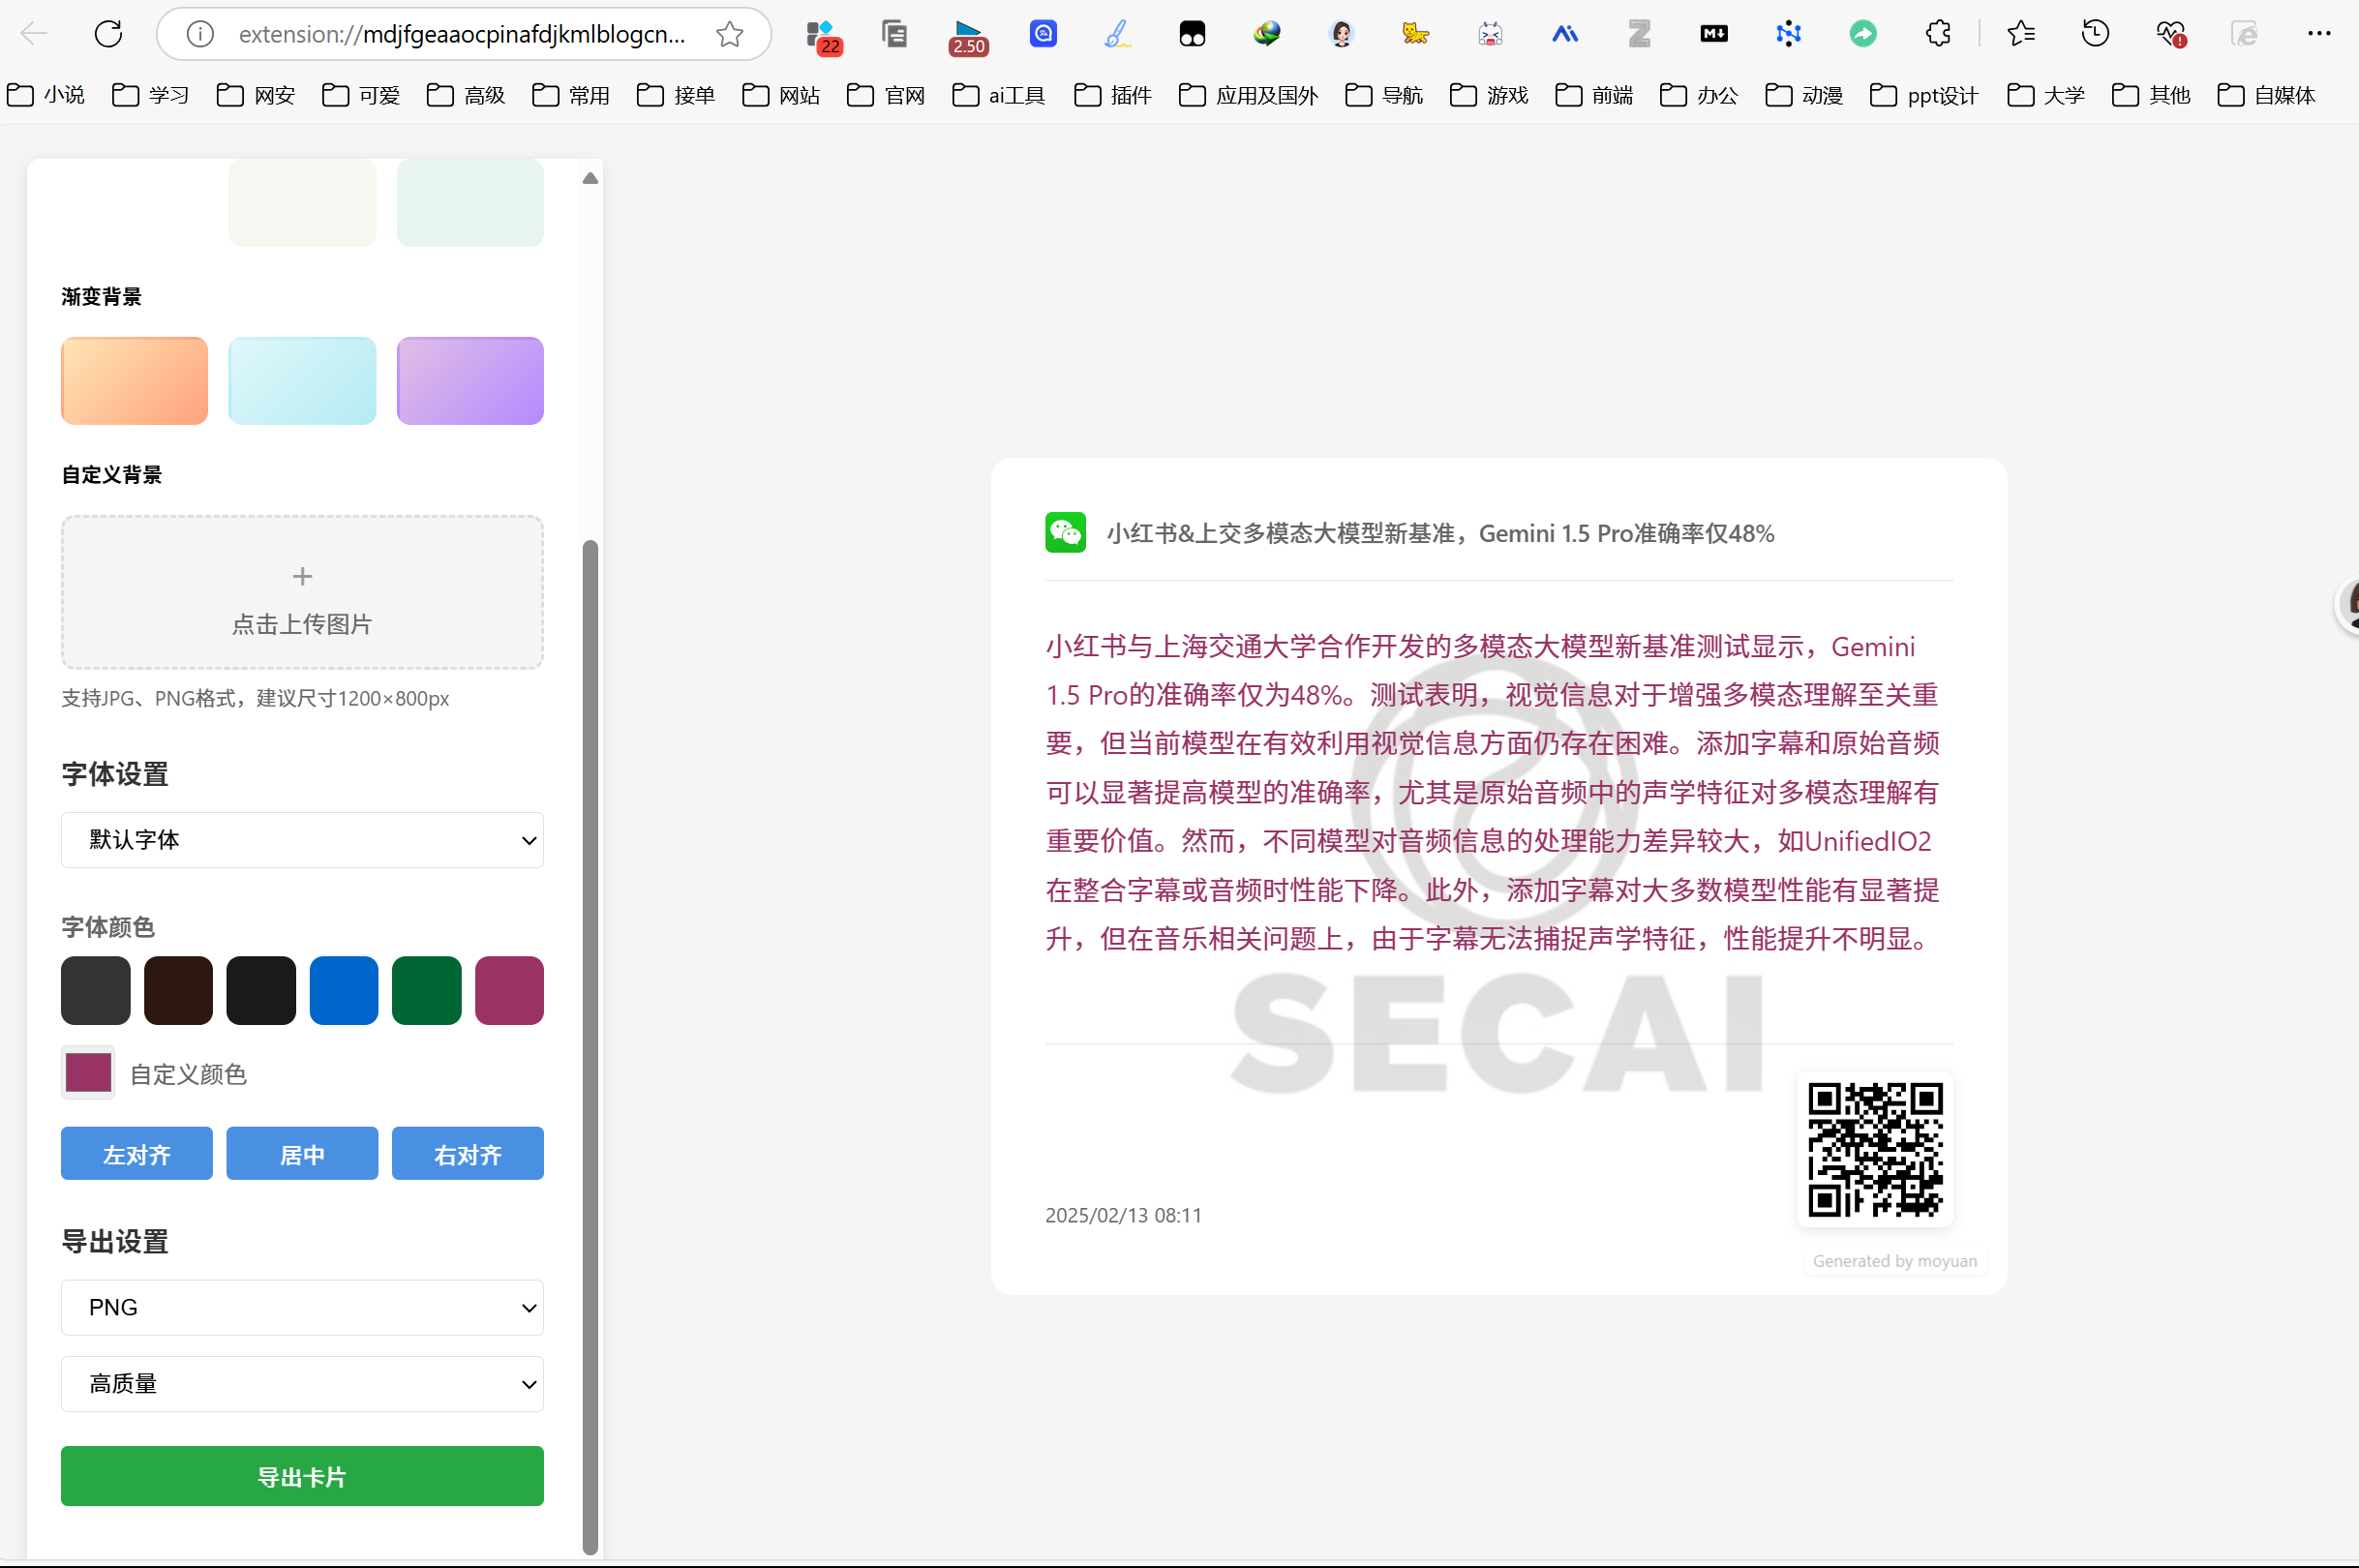 extension://mdjfgeaaocpinafdjkmlblogcn...
22
2.50
小说 学习 网安 可爱 高级 常用 接单 网站 官网 ai工具 插件 应用及国外 导航 游戏 前端 办公 动漫 ppt设计 大学 其他 自媒体
渐变背景
自定义背景
+
点击上传图片
支持JPG、PNG格式，建议尺寸1200×800px
字体设置
默认字体
字体颜色
自定义颜色
左对齐 居中 右对齐
导出设置
PNG
高质量
导出卡片
小红书&上交多模态大模型新基准，Gemini 1.5 Pro准确率仅48%
小红书与上海交通大学合作开发的多模态大模型新基准测试显示，Gemini
1.5 Pro的准确率仅为48%。测试表明，视觉信息对于增强多模态理解至关重
要，但当前模型在有效利用视觉信息方面仍存在困难。添加字幕和原始音频
可以显著提高模型的准确率，尤其是原始音频中的声学特征对多模态理解有
重要价值。然而，不同模型对音频信息的处理能力差异较大，如UnifiedIO2
在整合字幕或音频时性能下降。此外，添加字幕对大多数模型性能有显著提
升，但在音乐相关问题上，由于字幕无法捕捉声学特征，性能提升不明显。
SECAI
2025/02/13 08:11
Generated by moyuan